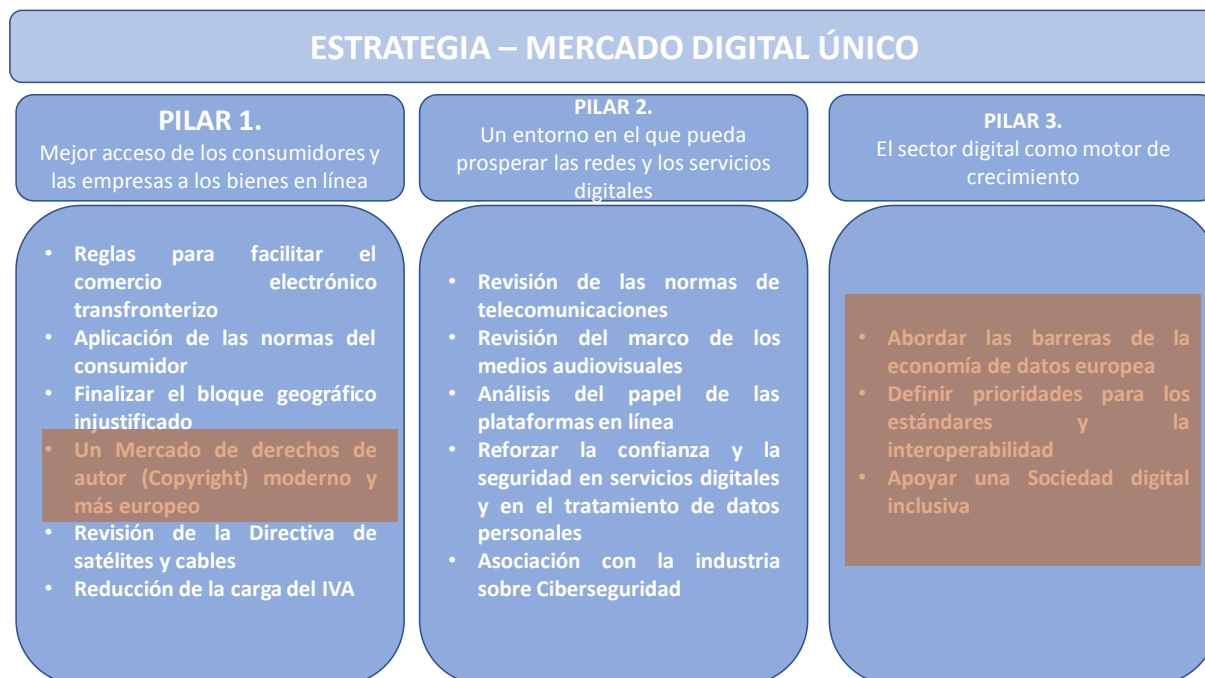 ESTRATEGIA – MERCADO DIGITAL ÚNICO
PILAR 1.
Mejor acceso de los consumidores y
las empresas a los bienes en línea
• Reglas para facilitar el
comercio electrónico
transfronterizo
• Aplicación de las normas del
consumidor
• Finalizar el bloque geográfico
injustificado
• Un Mercado de derechos de
autor (Copyright) moderno y
más europeo
• Revisión de la Directiva de
satélites y cables
• Reducción de la carga del IVA
PILAR 2.
Un entorno en el que pueda
prosperar las redes y los servicios
digitales
• Revisión de las normas de
telecomunicaciones
• Revisión del marco de los
medios audiovisuales
• Análisis del papel de las
plataformas en línea
• Reforzar la confianza y la
seguridad en servicios digitales
y en el tratamiento de datos
personales
• Asociación con la industria
sobre Ciberseguridad
PILAR 3.
El sector digital como motor de
crecimiento
• Abordar las barreras de la
economía de datos europea
• Definir prioridades para los
estándares y la
interoperabilidad
• Apoyar una Sociedad digital
inclusiva